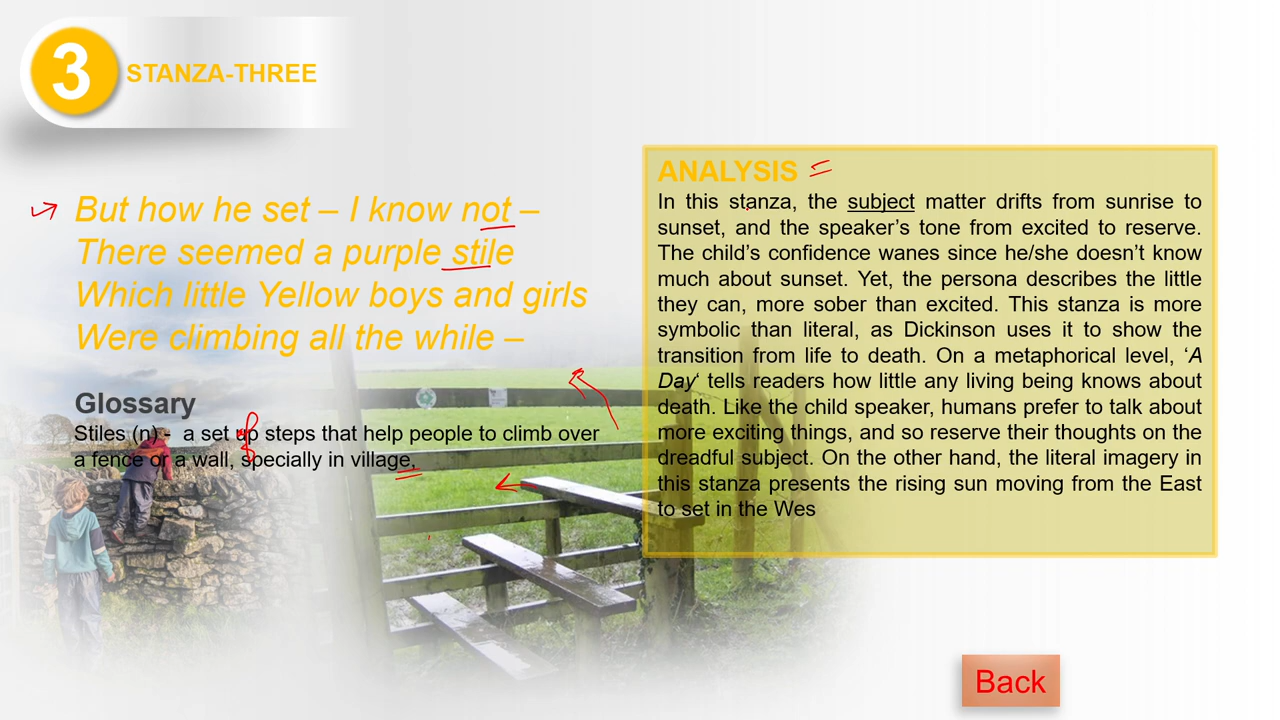 3
STANZA-THREE
But how he set – I know not –
There seemed a purple stile
Which little Yellow boys and girls
Were climbing all the while –
Glossary
Stiles (n) - a set up steps that help people to climb over
a fence or a wall, specially in village,
ANALYSIS
In this stanza, the subject matter drifts from sunrise to
sunset, and the speaker’s tone from excited to reserve.
The child’s confidence wanes since he/she doesn’t know
much about sunset. Yet, the persona describes the little
they can, more sober than excited. This stanza is more
symbolic than literal, as Dickinson uses it to show the
transition from life to death. On a metaphorical level, ‘A
Day‘ tells readers how little any living being knows about
death. Like the child speaker, humans prefer to talk about
more exciting things, and so reserve their thoughts on the
dreadful subject. On the other hand, the literal imagery in
this stanza presents the rising sun moving from the East
to set in the Wes
Back